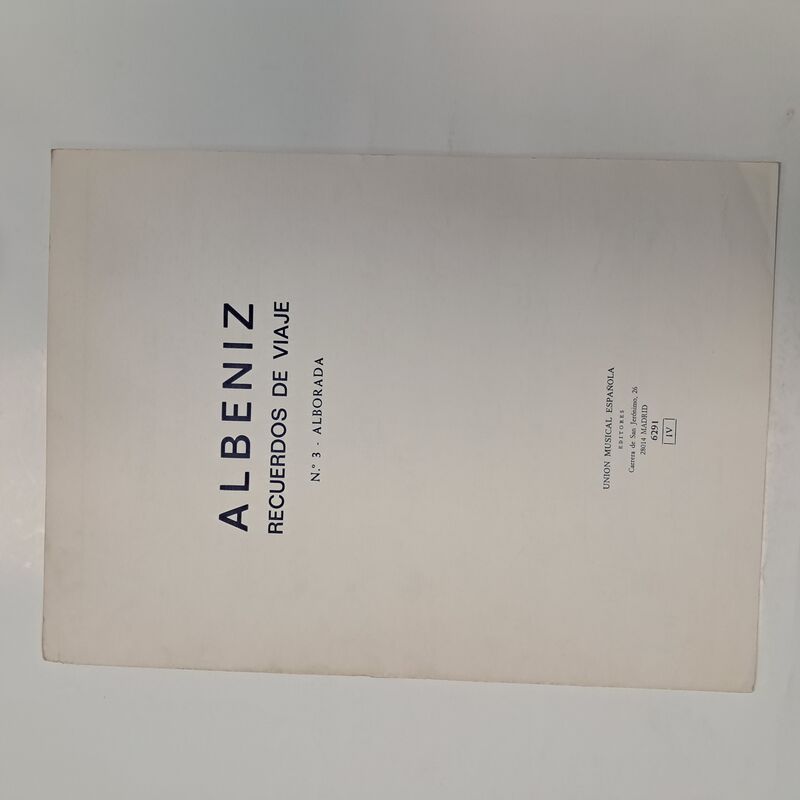 ALBENIZ
RECUERDOS DE VIAJE
N.º 3 - ALBORADA
UNION MUSICAL ESPAÑOLA
EDITORES
Carrera de San Jerónimo, 26
28014 MADRID
6291
IV